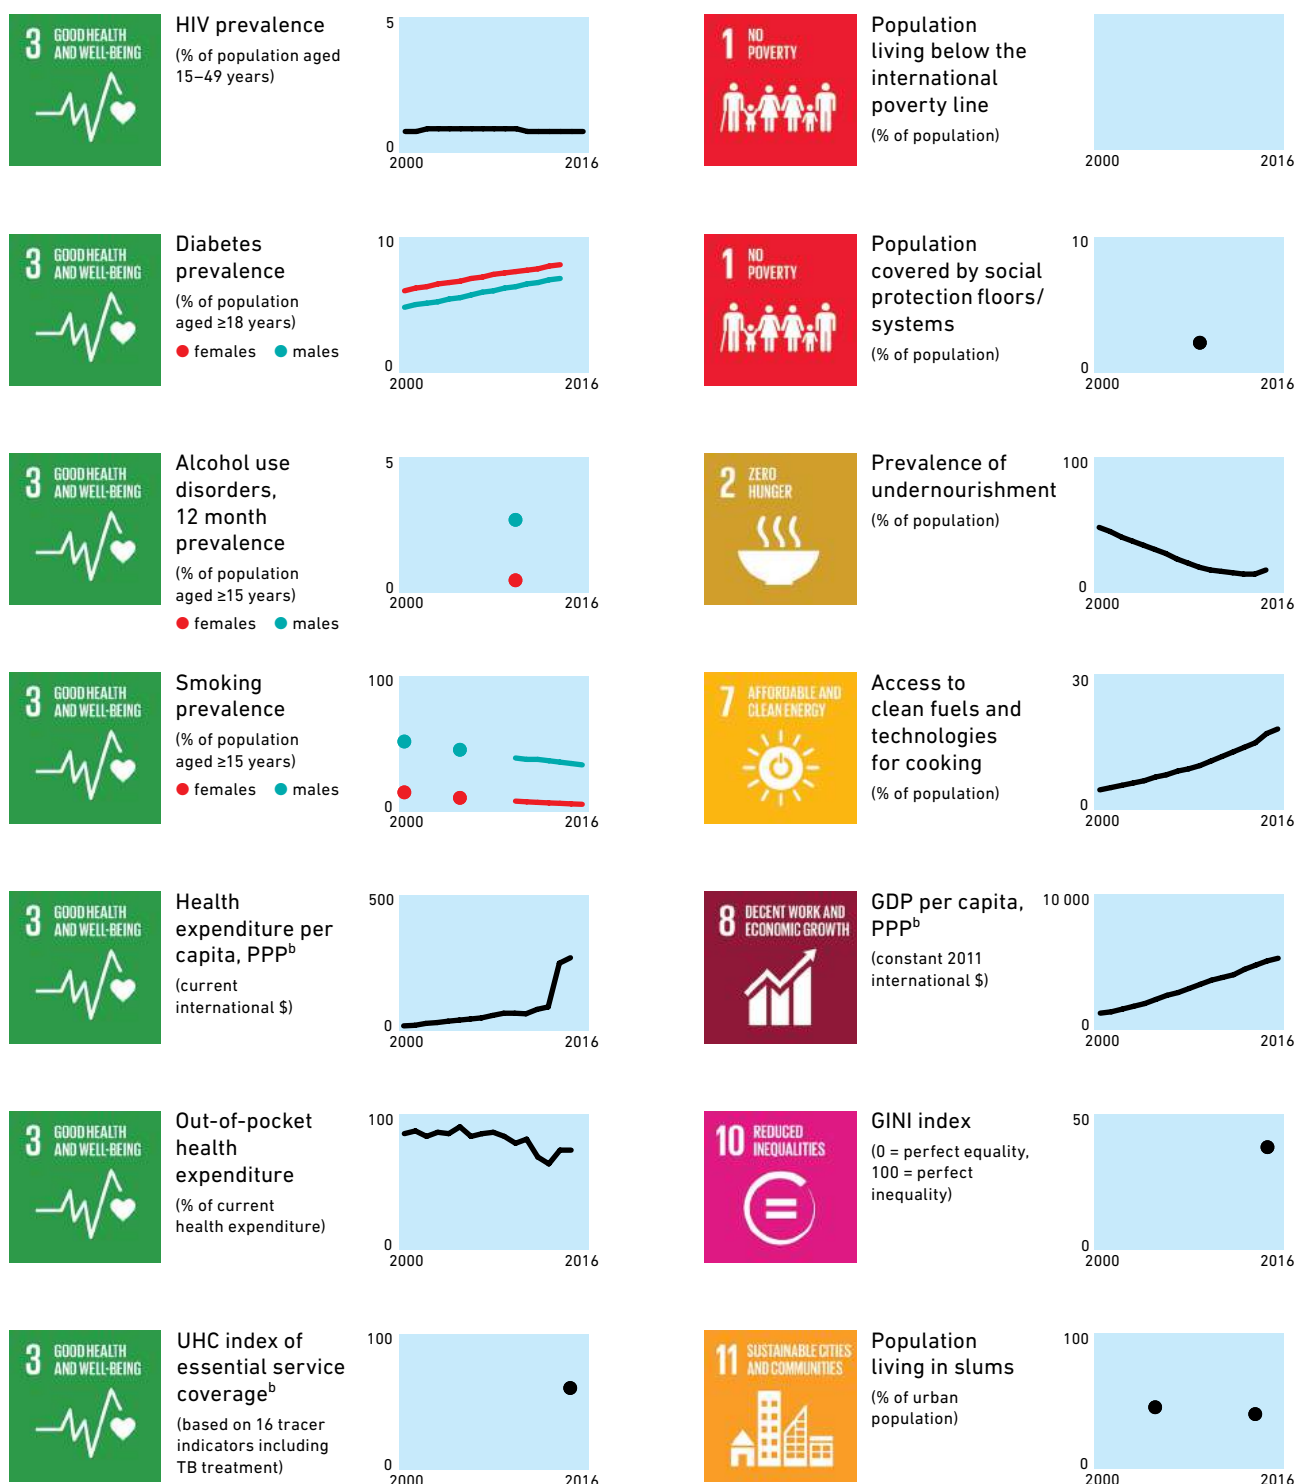 3 GOOD HEALTH
AND WELL-BEING
HIV prevalence
(% of population aged
15–49 years)
5
0
2000 2016
3 GOOD HEALTH
AND WELL-BEING
Diabetes
prevalence
(% of population
aged ≥18 years)
females males
10
0
2000 2016
3 GOOD HEALTH
AND WELL-BEING
Alcohol use
disorders,
12 month
prevalence
(% of population
aged ≥15 years)
females males
5
0
2000 2016
3 GOOD HEALTH
AND WELL-BEING
Smoking
prevalence
(% of population
aged ≥15 years)
females males
100
0
2000 2016
3 GOOD HEALTH
AND WELL-BEING
Health
expenditure per
capita, PPPᵇ
(current
international $)
500
0
2000 2016
3 GOOD HEALTH
AND WELL-BEING
Out-of-pocket
health
expenditure
(% of current
health expenditure)
100
0
2000 2016
3 GOOD HEALTH
AND WELL-BEING
UHC index of
essential service
coverageᵇ
(based on 16 tracer
indicators including
TB treatment)
100
0
2000 2016
1 NO
POVERTY
Population
living below the
international
poverty line
(% of population)
2000 2016
1 NO
POVERTY
Population
covered by social
protection floors/
systems
(% of population)
10
0
2000 2016
2 ZERO
HUNGER
Prevalence of
undernourishment
(% of population)
100
0
2000 2016
7 AFFORDABLE AND
CLEAN ENERGY
Access to
clean fuels and
technologies
for cooking
(% of population)
30
0
2000 2016
8 DECENT WORK AND
ECONOMIC GROWTH
GDP per capita,
PPPᵇ
(constant 2011
international $)
10 000
0
2000 2016
10 REDUCED
INEQUALITIES
GINI index
(0 = perfect equality,
100 = perfect
inequality)
50
0
2000 2016
11 SUSTAINABLE CITIES
AND COMMUNITIES
Population
living in slums
(% of urban
population)
100
0
2000 2016